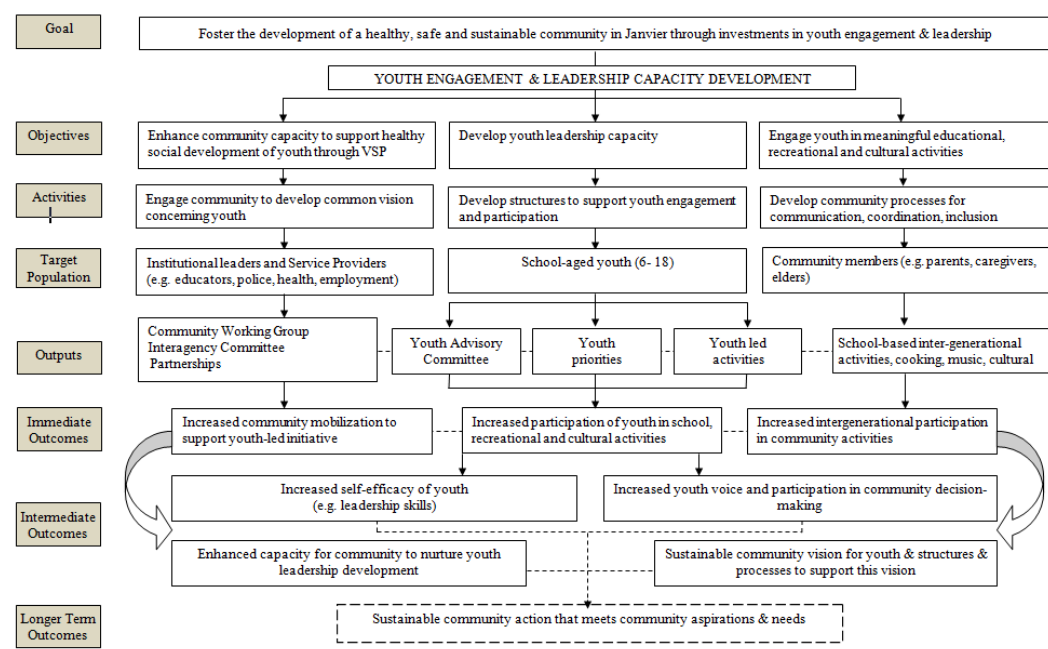 Goal
Foster the development of a healthy, safe and sustainable community in Janvier through investments in youth engagement & leadership
YOUTH ENGAGEMENT & LEADERSHIP CAPACITY DEVELOPMENT
Objectives
Enhance community capacity to support healthy
social development of youth through VSP
Develop youth leadership capacity
Engage youth in meaningful educational,
recreational and cultural activities
Activities
Engage community to develop common vision
concerning youth
Develop structures to support youth engagement
and participation
Develop community processes for
communication, coordination, inclusion
Target
Population
Institutional leaders and Service Providers
(e.g. educators, police, health, employment)
School-aged youth (6- 18)
Community members (e.g. parents, caregivers,
elders)
Outputs
Community Working Group
Interagency Committee
Partnerships
Youth Advisory
Committee
Youth
priorities
Youth led
activities
School-based inter-generational
activities, cooking, music, cultural
Immediate
Outcomes
Increased community mobilization to
support youth-led initiative
Increased participation of youth in school,
recreational and cultural activities
Increased intergenerational participation
in community activities
Intermediate
Outcomes
Increased self-efficacy of youth
(e.g. leadership skills)
Increased youth voice and participation in community decision-
making
Enhanced capacity for community to nurture youth
leadership development
Sustainable community vision for youth & structures &
processes to support this vision
Longer Term
Outcomes
Sustainable community action that meets community aspirations & needs